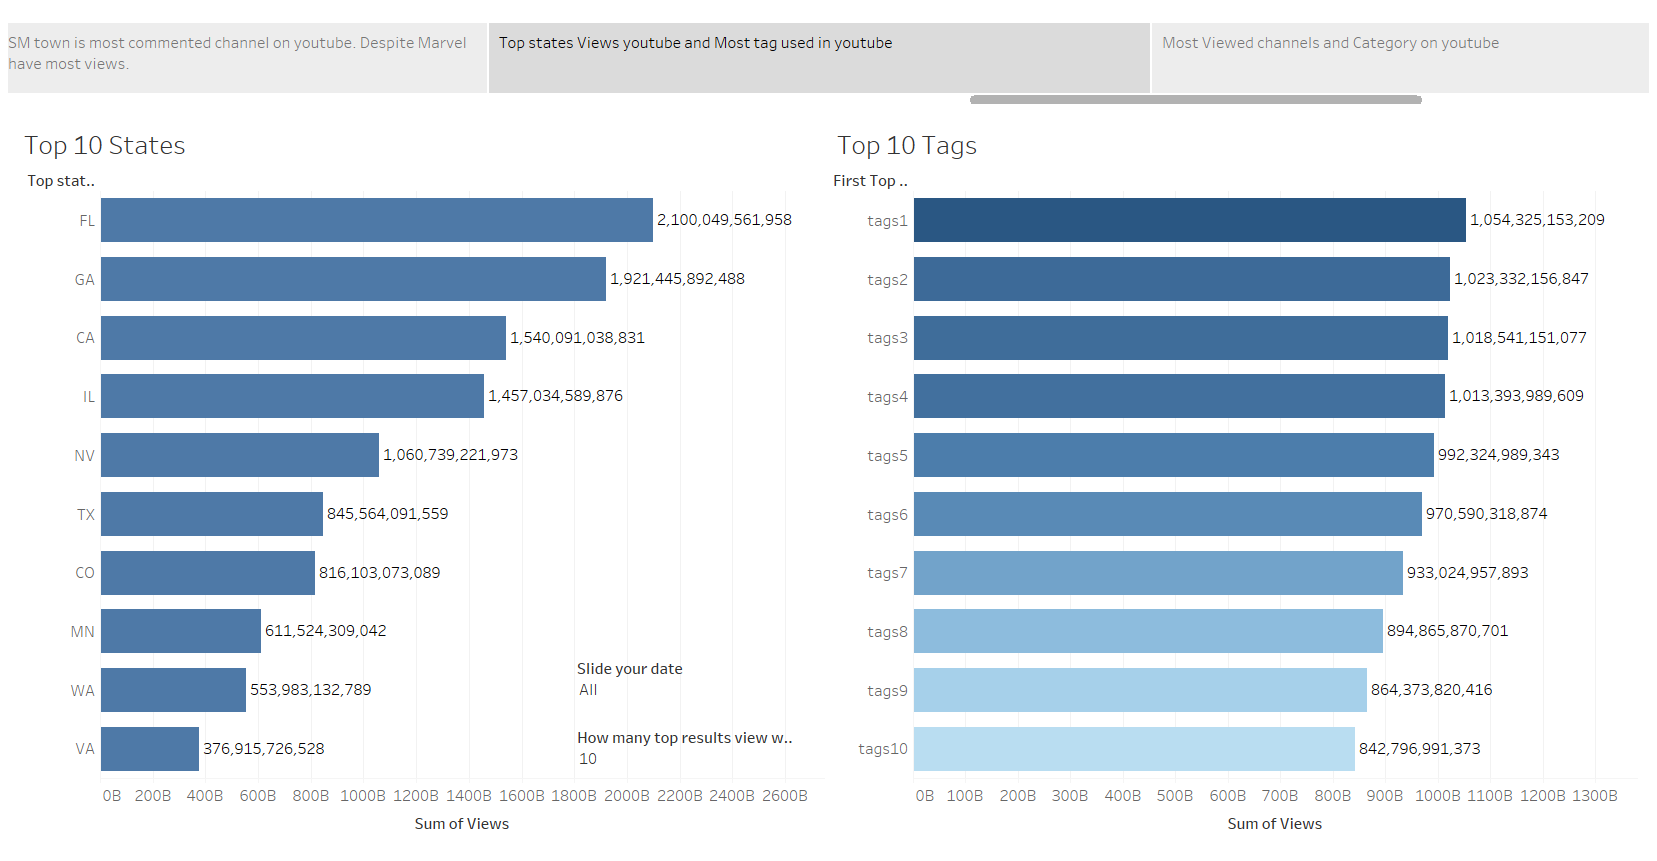 SM town is most commented channel on youtube. Despite Marvel
have most views.
Top states Views youtube and Most tag used in youtube
Most Viewed channels and Category on youtube
Top 10 States
Top stat..
FL 2,100,049,561,958
GA 1,921,445,892,488
CA 1,540,091,038,831
IL 1,457,034,589,876
NV 1,060,739,221,973
TX 845,564,091,559
CO 816,103,073,089
MN 611,524,309,042
WA 553,983,132,789
VA 376,915,726,528
Slide your date
All
How many top results view w..
10
0B 200B 400B 600B 800B 1000B 1200B 1400B 1600B 1800B 2000B 2200B 2400B 2600B
Sum of Views
Top 10 Tags
First Top ..
tags1 1,054,325,153,209
tags2 1,023,332,156,847
tags3 1,018,541,151,077
tags4 1,013,393,989,609
tags5 992,324,989,343
tags6 970,590,318,874
tags7 933,024,957,893
tags8 894,865,870,701
tags9 864,373,820,416
tags10 842,796,991,373
0B 100B 200B 300B 400B 500B 600B 700B 800B 900B 1000B 1100B 1200B 1300B
Sum of Views